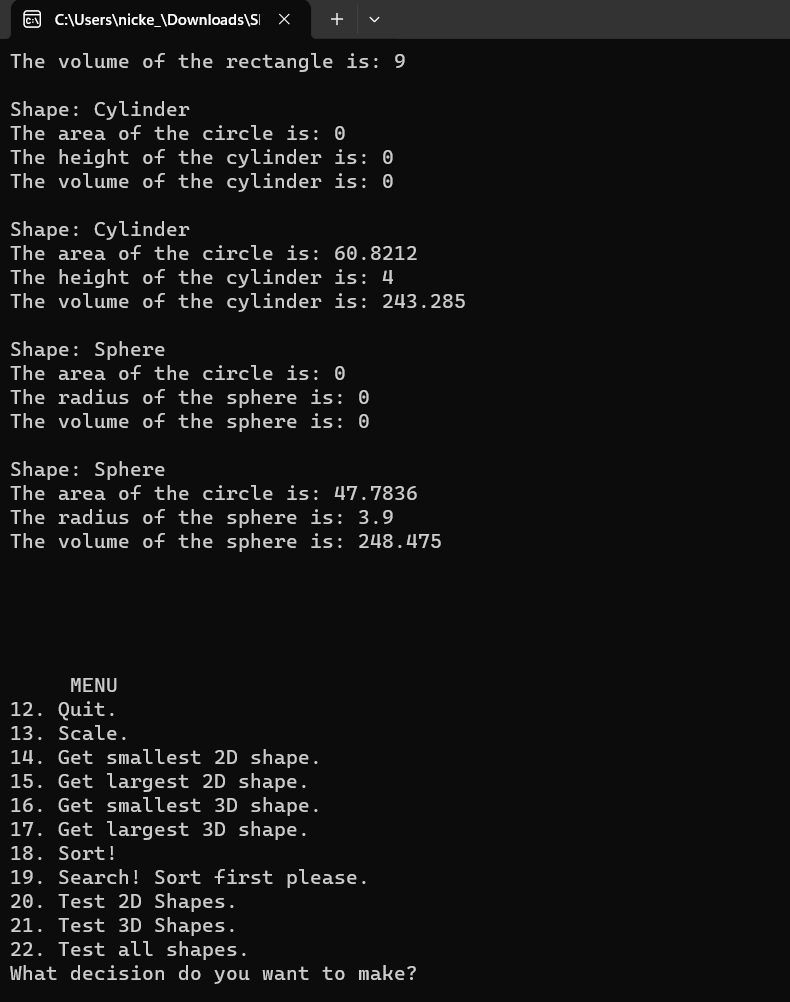 C:\Users\nicke_\Downloads\S
The volume of the rectangle is: 9
Shape: Cylinder
The area of the circle is: 0
The height of the cylinder is: 0
The volume of the cylinder is: 0
Shape: Cylinder
The area of the circle is: 60.8212
The height of the cylinder is: 4
The volume of the cylinder is: 243.285
Shape: Sphere
The area of the circle is: 0
The radius of the sphere is: 0
The volume of the sphere is: 0
Shape: Sphere
The area of the circle is: 47.7836
The radius of the sphere is: 3.9
The volume of the sphere is: 248.475
MENU
12. Quit.
13. Scale.
14. Get smallest 2D shape.
15. Get largest 2D shape.
16. Get smallest 3D shape.
17. Get largest 3D shape.
18. Sort!
19. Search! Sort first please.
20. Test 2D Shapes.
21. Test 3D Shapes.
22. Test all shapes.
What decision do you want to make?